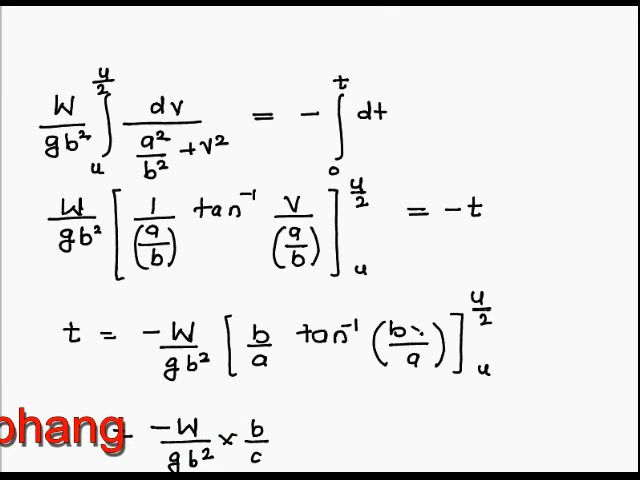 W/gb² ∫_u^{u/2} dv/(a²/b² + v²) = - ∫_0^t dt
W/gb² [ 1/(a/b) tan⁻¹ v/(a/b) ]_u^{u/2} = -t
t = -W/gb² [ b/a tan⁻¹ (bv/a) ]_u^{u/2}
-W/gb² × b/c
phang